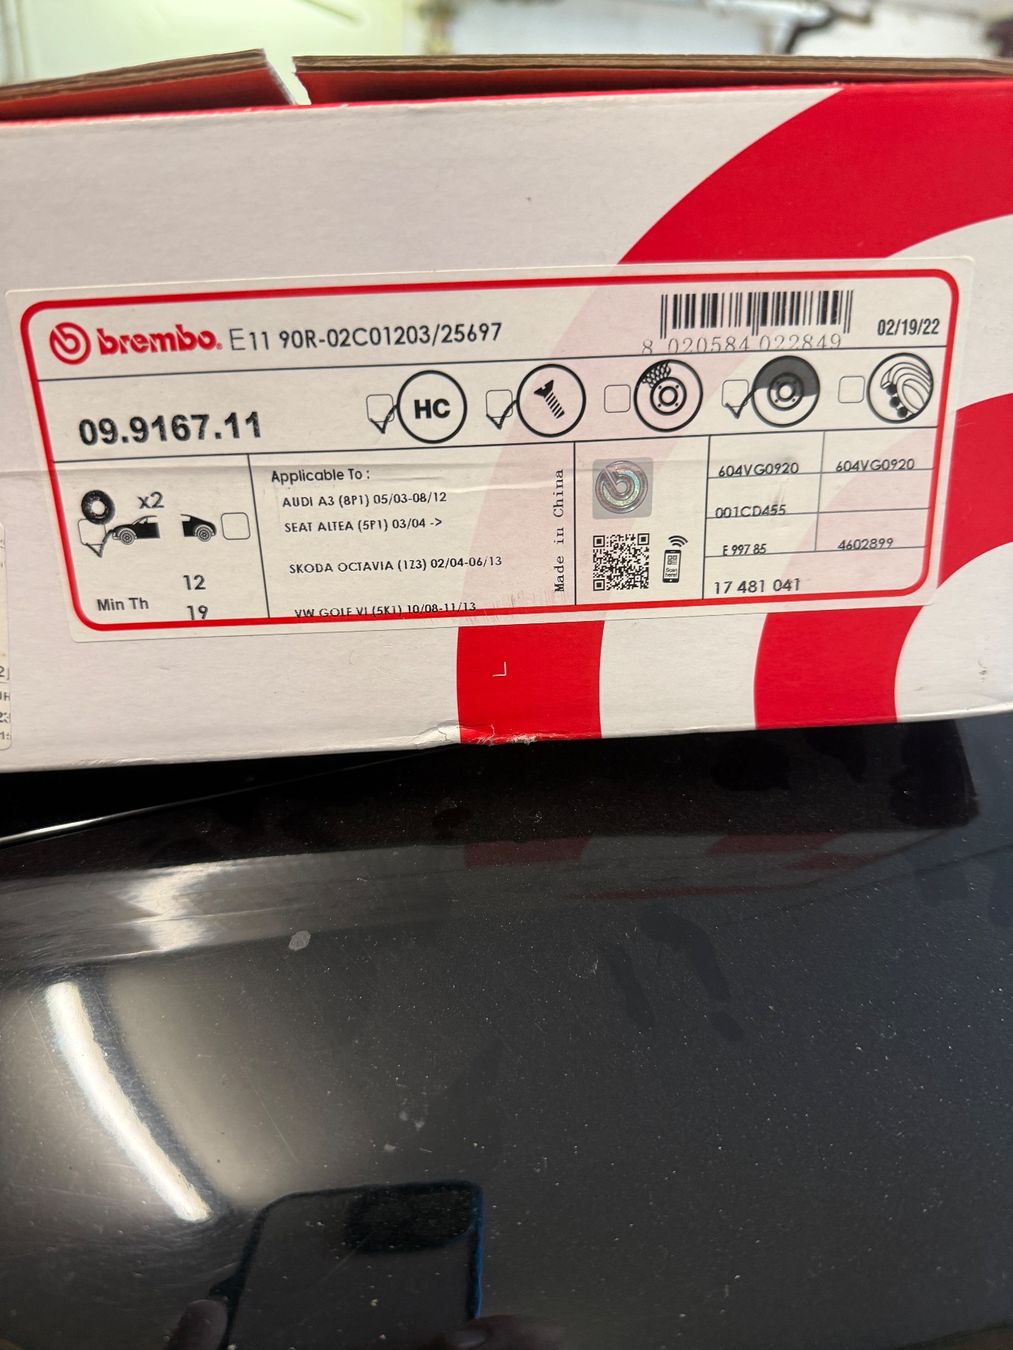 brembo. E11 90R-02C01203/25697
8 020584 022849
02/19/22
09.9167.11
HC
x2
12
Min Th
19
Applicable To :
AUDI A3 (8P1) 05/03-08/12
SEAT ALTEA (5P1) 03/04 ->
SKODA OCTAVIA (1Z3) 02/04-06/13
VW GOLF VI (5K1) 10/08-11/13
Made in China
Scan here!
604VG0920
604VG0920
001CD455
E 997 85
4602899
17 481 041